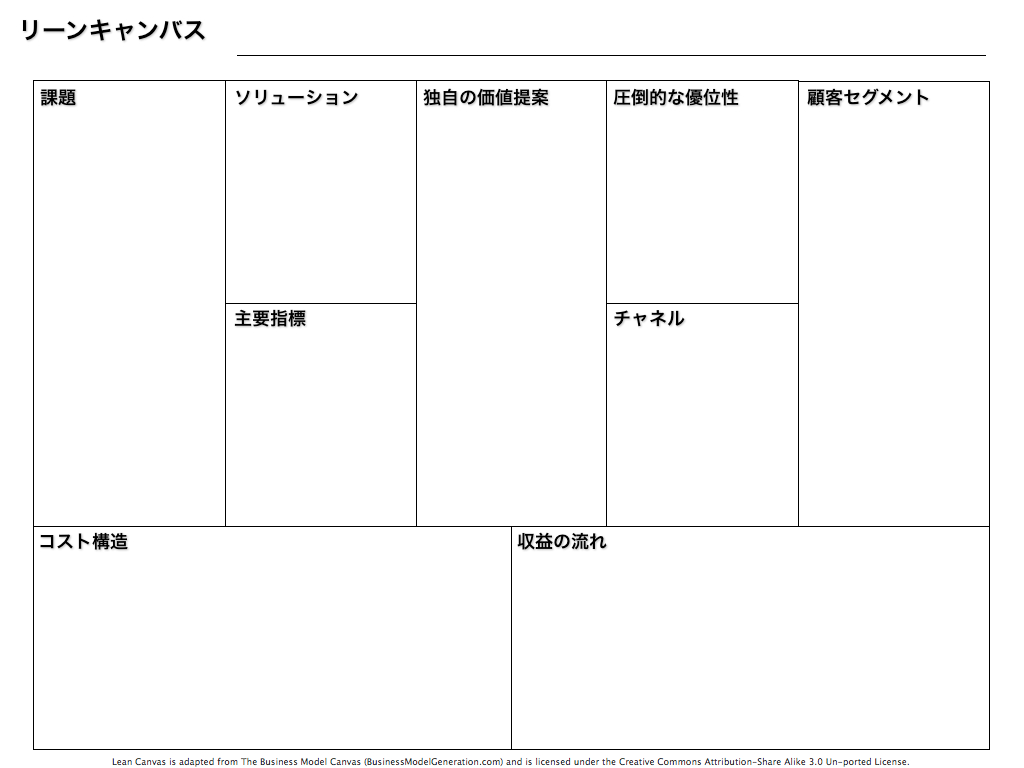 リーンキャンバス
課題
ソリューション
独自の価値提案
圧倒的な優位性
顧客セグメント
主要指標
チャネル
コスト構造
収益の流れ
Lean Canvas is adapted from The Business Model Canvas (BusinessModelGeneration.com) and is licensed under the Creative Commons Attribution-Share Alike 3.0 Un-ported License.